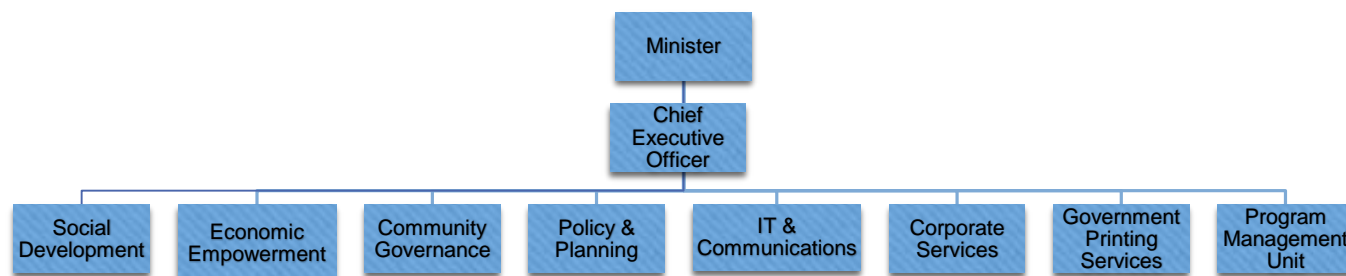 Minister
Chief
Executive
Officer
Social
Development
Economic
Empowerment
Community
Governance
Policy &
Planning
IT &
Communications
Corporate
Services
Government
Printing
Services
Program
Management
Unit